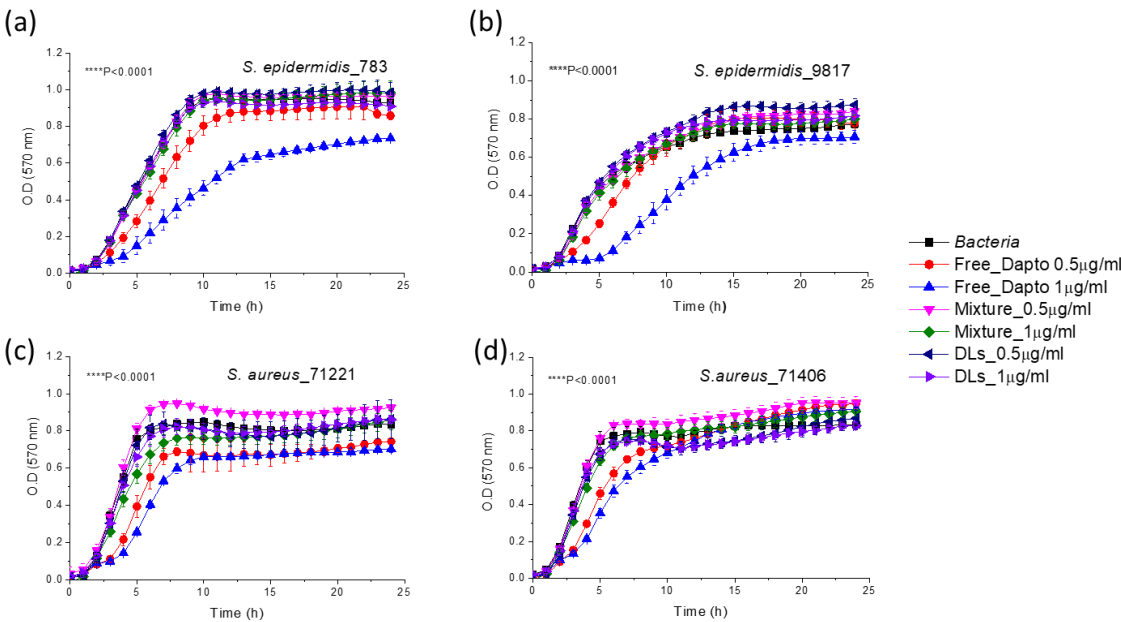 (a)
1.2
1.0
0.8
0.6
0.4
0.2
0.0
O.D (570 nm)
****P<0.0001
S. epidermidis_783
0 5 10 15 20 25
Time (h)
(b)
1.2
1.0
0.8
0.6
0.4
0.2
0.0
O.D (570 nm)
****P<0.0001
S. epidermidis_9817
0 5 10 15 20 25
Time (h)
Bacteria
Free_Dapto 0.5μg/ml
Free_Dapto 1μg/ml
Mixture_0.5μg/ml
Mixture_1μg/ml
DLs_0.5μg/ml
DLs_1μg/ml
(c)
1.2
1.0
0.8
0.6
0.4
0.2
0.0
O.D (570 nm)
****P<0.0001
S. aureus_71221
0 5 10 15 20 25
Time (h)
(d)
1.2
1.0
0.8
0.6
0.4
0.2
0.0
O.D (570 nm)
****P<0.0001
S.aureus_71406
0 5 10 15 20 25
Time (h)